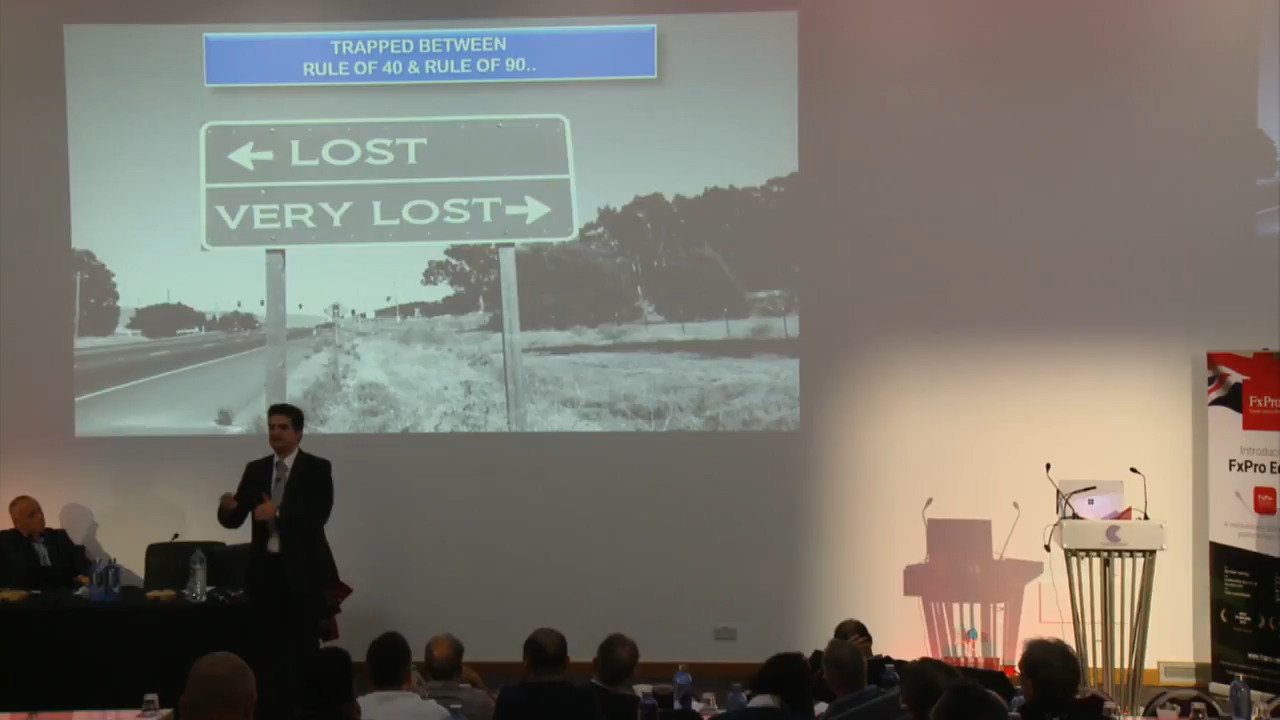 TRAPPED BETWEEN
RULE OF 40 & RULE OF 90..
LOST
VERY LOST
FxPro
FxPro